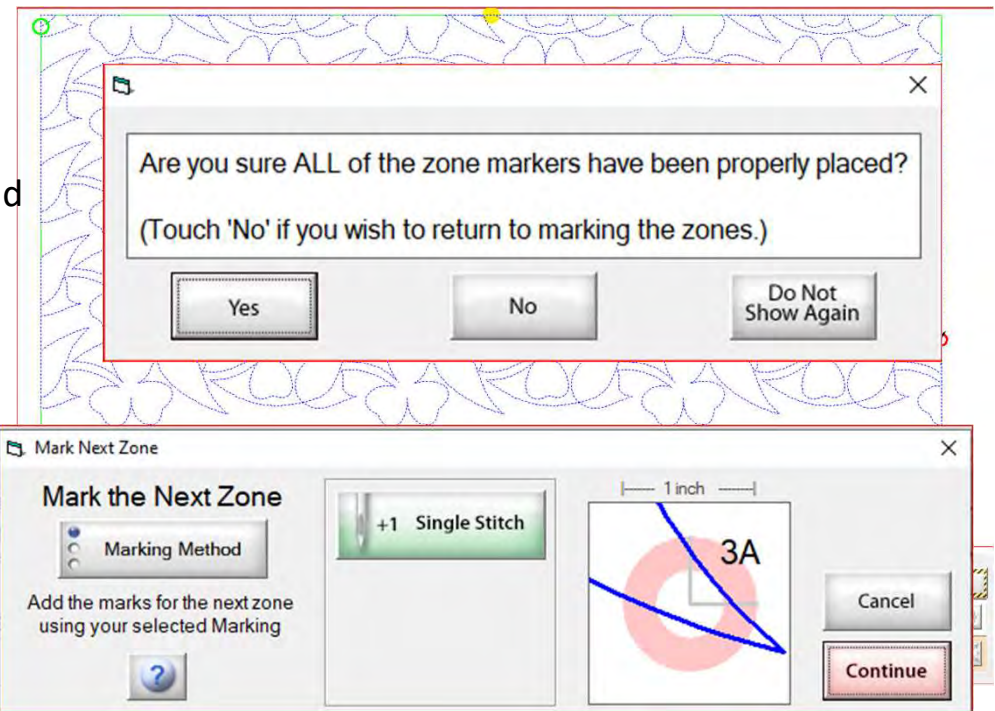 d
Are you sure ALL of the zone markers have been properly placed?
(Touch 'No' if you wish to return to marking the zones.)
Yes
No
Do Not
Show Again
Mark Next Zone
Mark the Next Zone
Marking Method
Add the marks for the next zone
using your selected Marking
?
+1 Single Stitch
1 inch
3A
Cancel
Continue